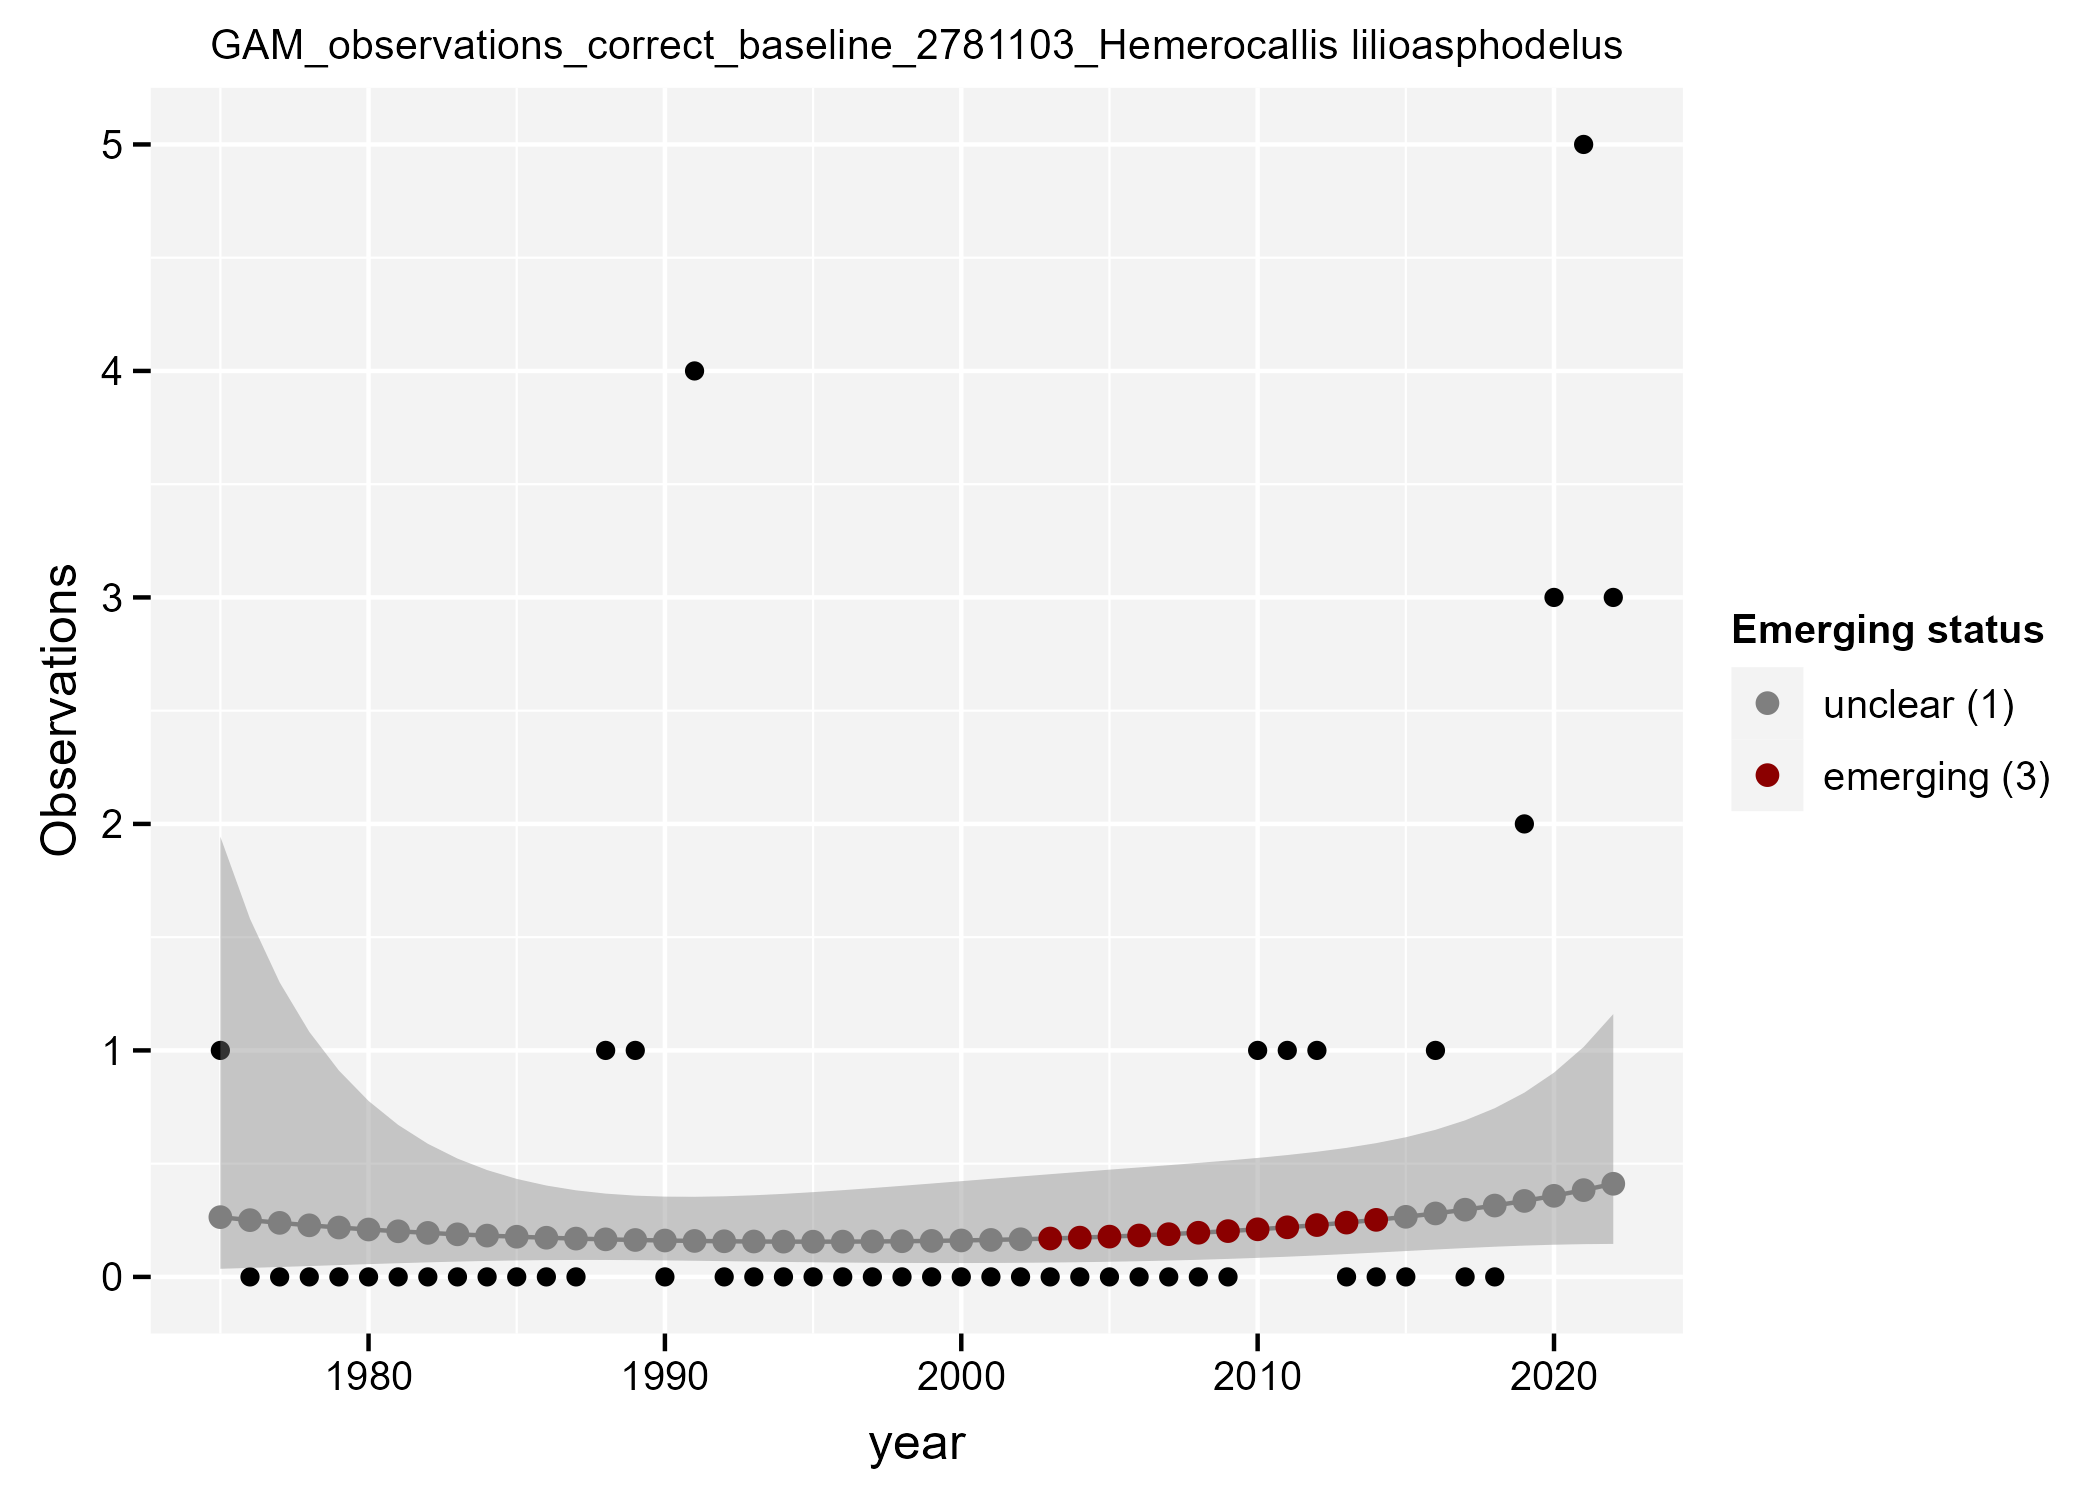 GAM_observations_correct_baseline_2781103_Hemerocallis lilioasphodelus
5
4
3
2
1
0
Observations
1980 1990 2000 2010 2020
year
Emerging status
unclear (1)
emerging (3)